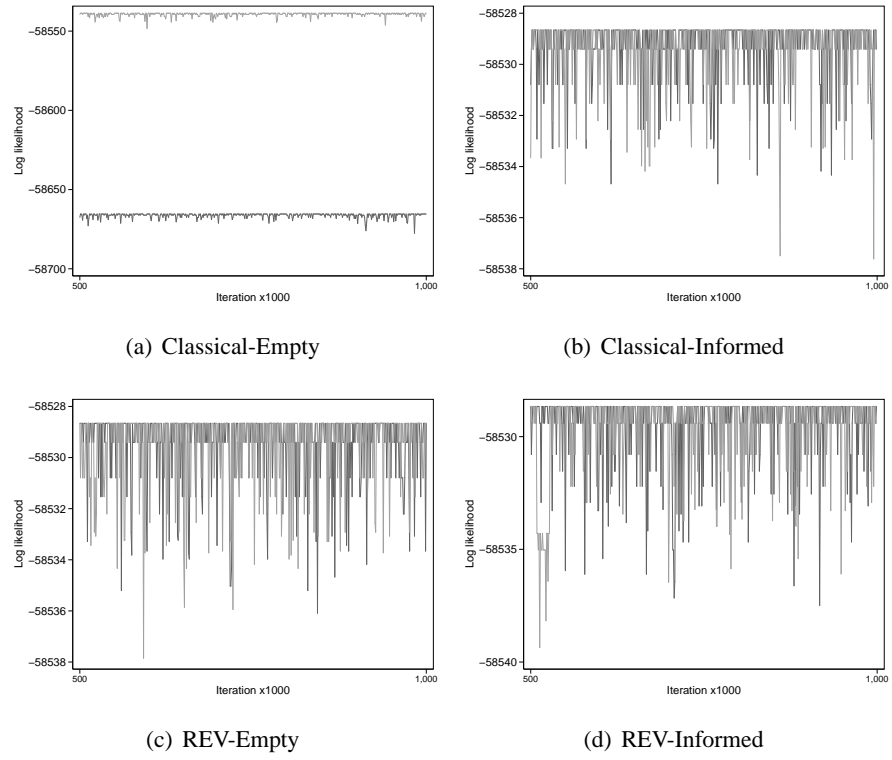 −58550
−58600
−58650
−58700
Log likelihood
500
1,000
Iteration x1000
(a) Classical-Empty
−58528
−58530
−58532
−58534
−58536
−58538
Log likelihood
500
1,000
Iteration x1000
(b) Classical-Informed
−58528
−58530
−58532
−58534
−58536
−58538
Log likelihood
500
1,000
Iteration x1000
(c) REV-Empty
−58530
−58535
−58540
Log likelihood
500
1,000
Iteration x1000
(d) REV-Informed